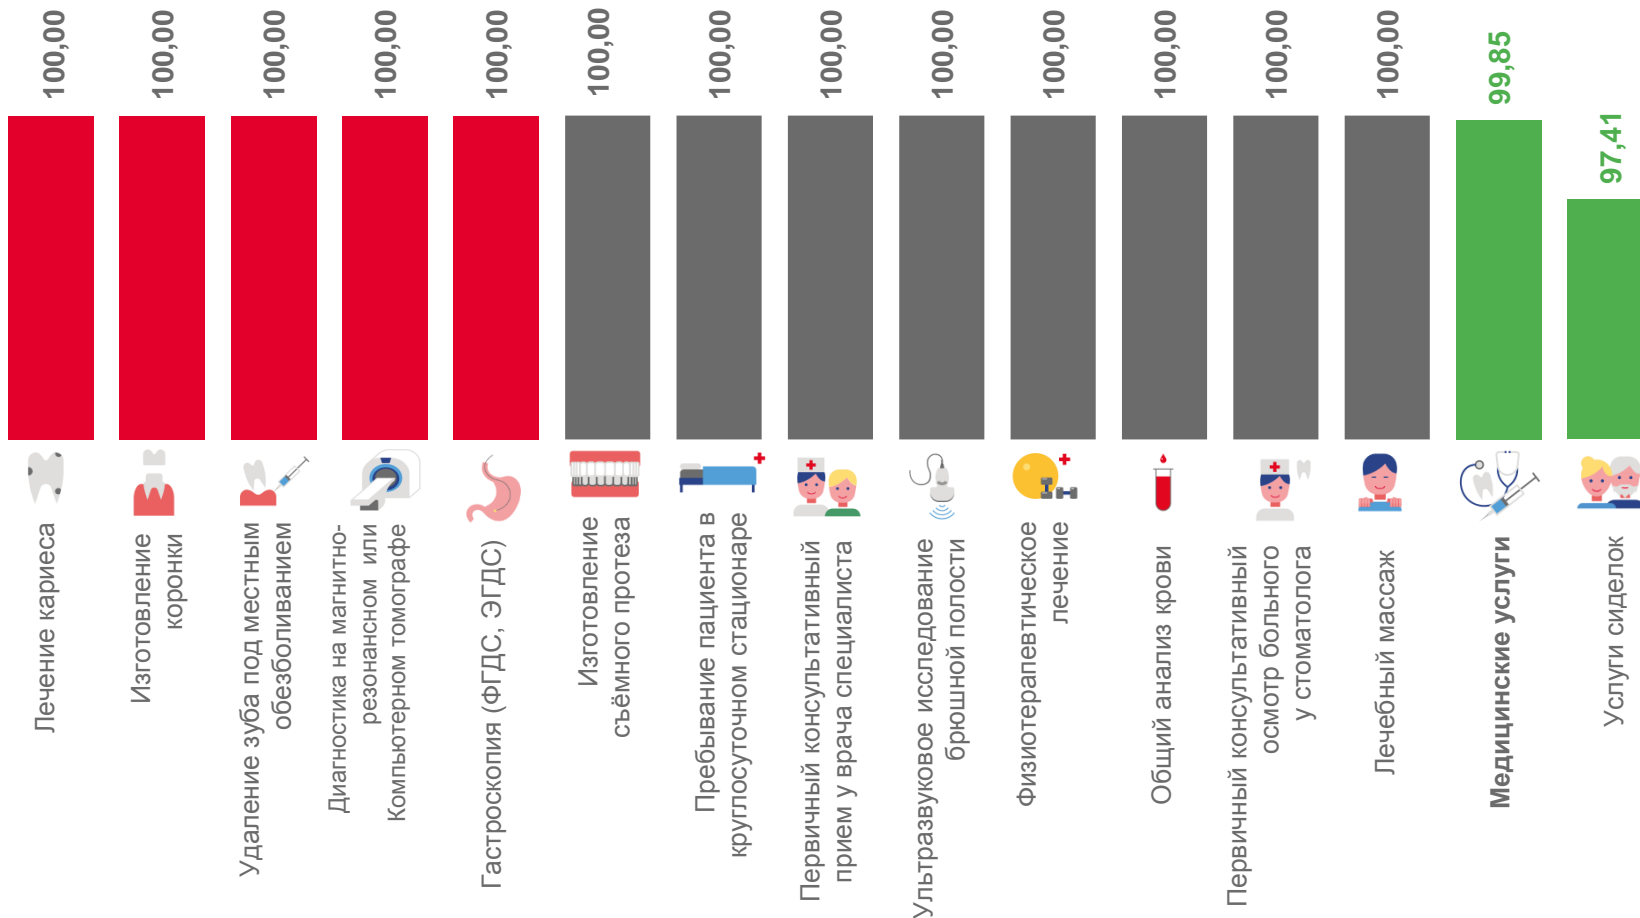 100,00
100,00
100,00
100,00
100,00
100,00
100,00
100,00
100,00
100,00
100,00
100,00
100,00
99,85
97,41
Лечение кариеса
Изготовление
коронки
Удаление зуба под местным
обезболиванием
Диагностика на магнитно-
резонансном или
Компьютерном томографе
Гастроскопия (ФГДС, ЭГДС)
Изготовление
съёмного протеза
Пребывание пациента в
круглосуточном стационаре
Первичный консультативный
прием у врача специалиста
Ультразвуковое исследование
брюшной полости
Физиотерапевтическое
лечение
Общий анализ крови
Первичный консультативный
осмотр больного
у стоматолога
Лечебный массаж
Медицинские услуги
Услуги сиделок